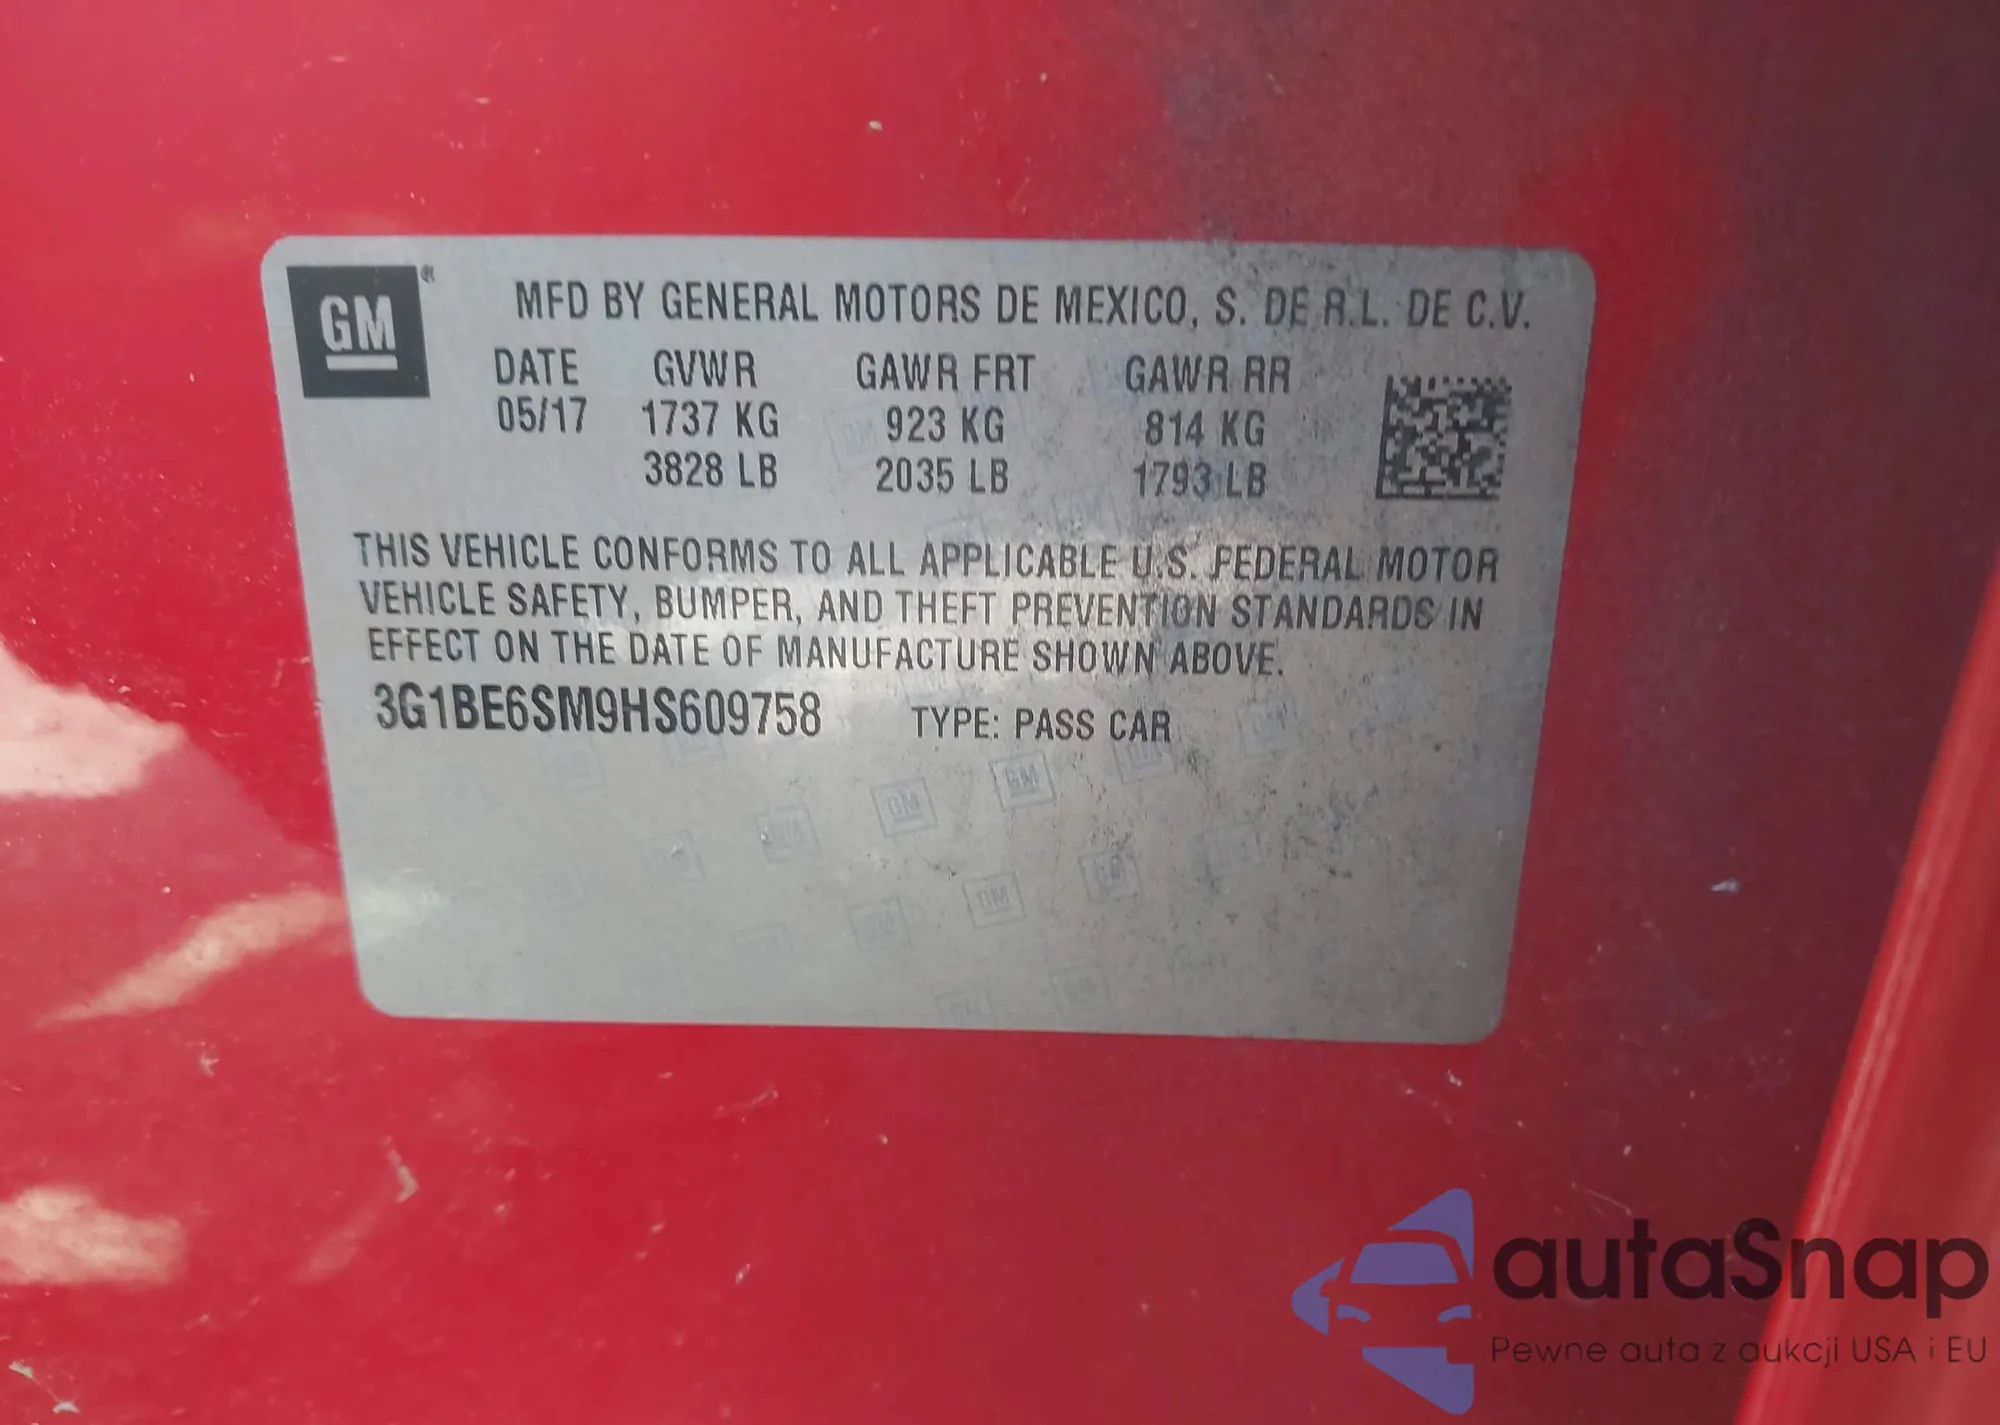 GM®
MFD BY GENERAL MOTORS DE MEXICO, S. DE R.L. DE C.V.
DATE GVWR GAWR FRT GAWR RR
05/17 1737 KG 923 KG 814 KG
3828 LB 2035 LB 1793 LB
THIS VEHICLE CONFORMS TO ALL APPLICABLE U.S. FEDERAL MOTOR
VEHICLE SAFETY, BUMPER, AND THEFT PREVENTION STANDARDS IN
EFFECT ON THE DATE OF MANUFACTURE SHOWN ABOVE.
3G1BE6SM9HS609758 TYPE: PASS CAR
GM GM
GM
autaSnap
Pewne auta z aukcji USA i EU